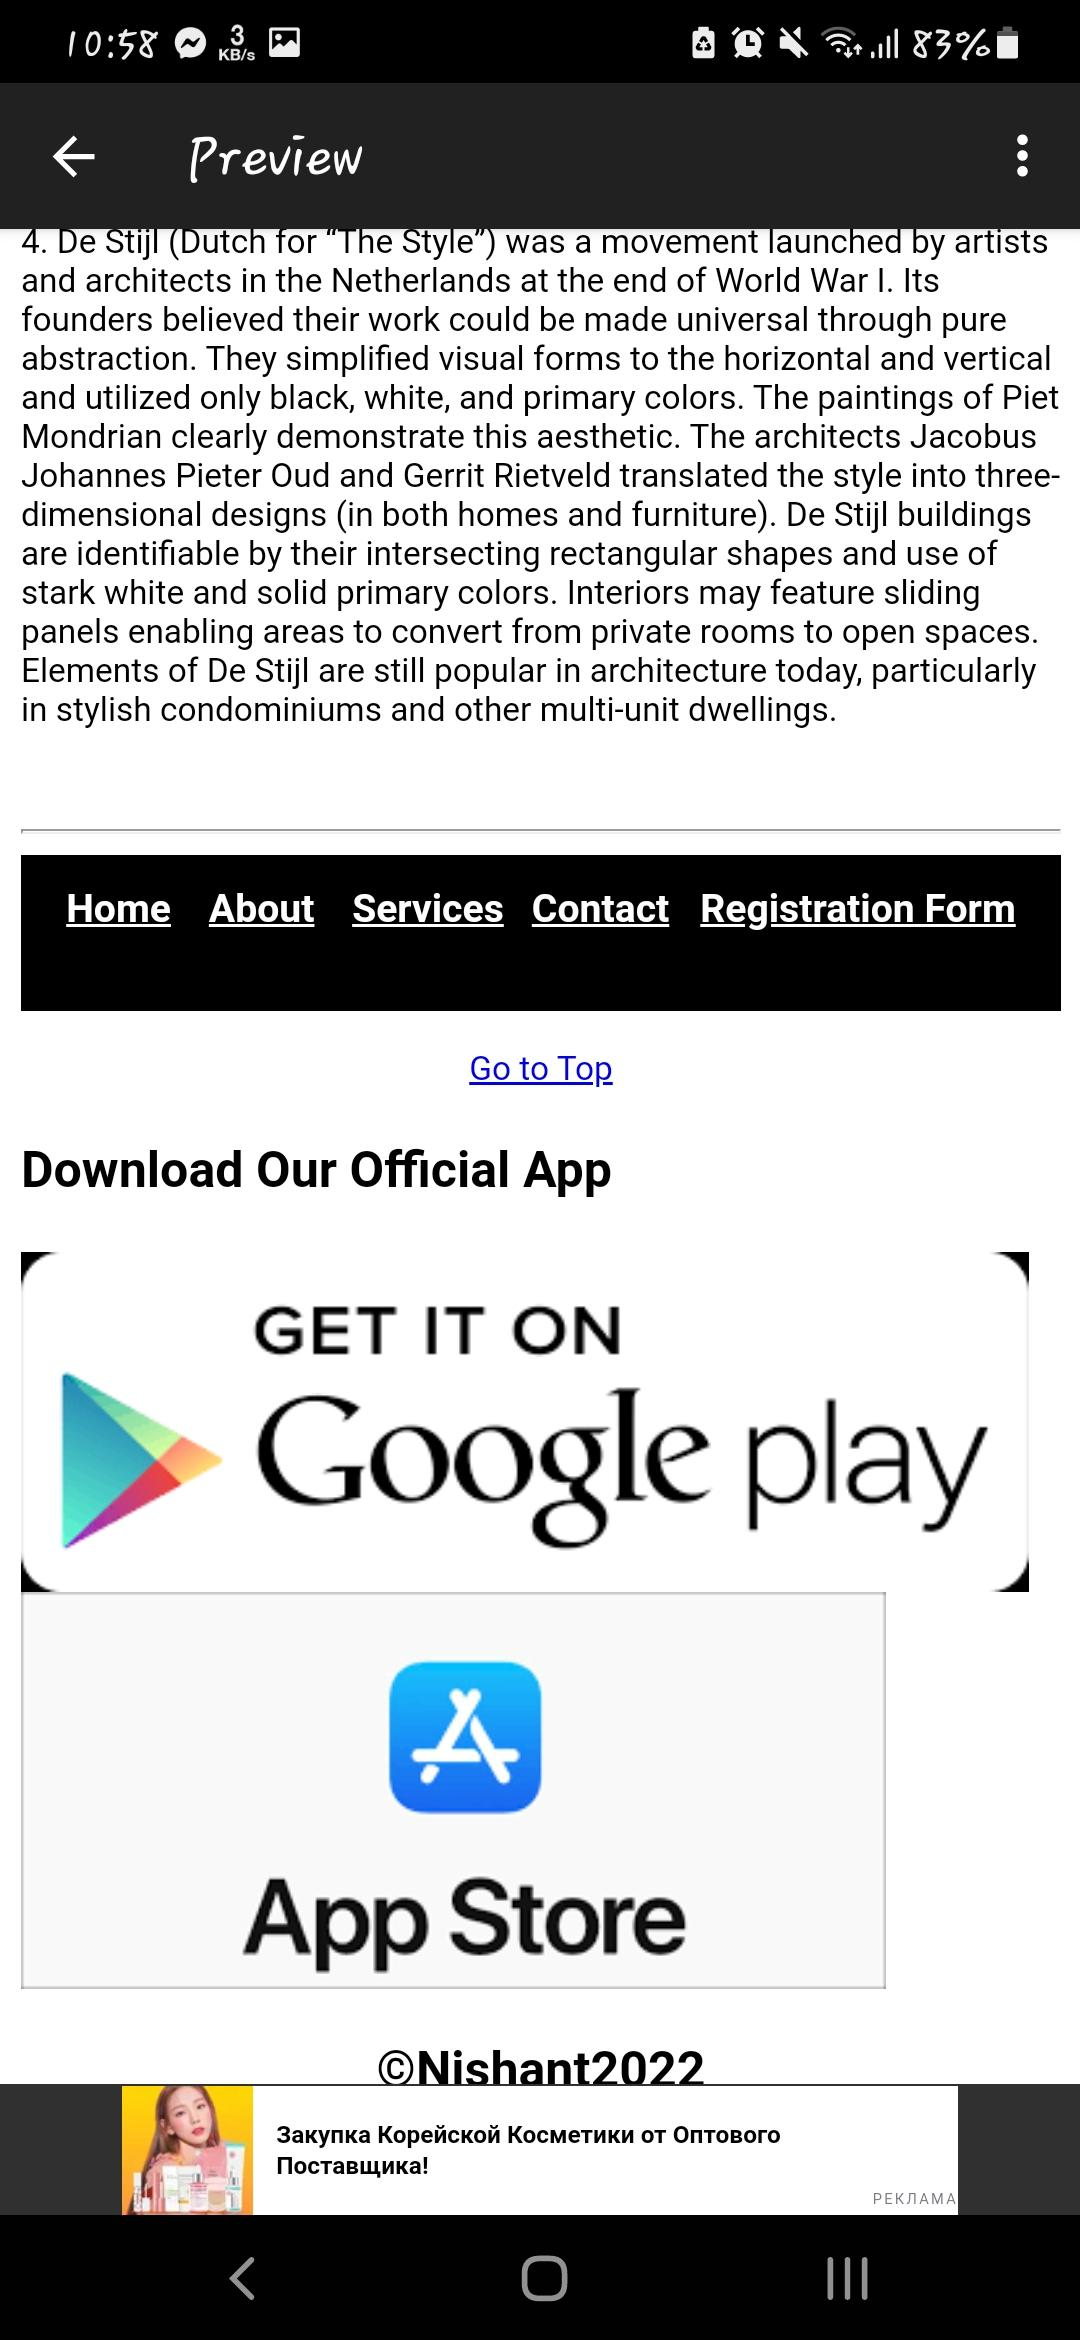 10:58
3
KB/s
83%
Preview
4. De Stijl (Dutch for “The Style”) was a movement launched by artists
and architects in the Netherlands at the end of World War I. Its
founders believed their work could be made universal through pure
abstraction. They simplified visual forms to the horizontal and vertical
and utilized only black, white, and primary colors. The paintings of Piet
Mondrian clearly demonstrate this aesthetic. The architects Jacobus
Johannes Pieter Oud and Gerrit Rietveld translated the style into three-
dimensional designs (in both homes and furniture). De Stijl buildings
are identifiable by their intersecting rectangular shapes and use of
stark white and solid primary colors. Interiors may feature sliding
panels enabling areas to convert from private rooms to open spaces.
Elements of De Stijl are still popular in architecture today, particularly
in stylish condominiums and other multi-unit dwellings.
Home About Services Contact Registration Form
Go to Top
Download Our Official App
GET IT ON
Google play
App Store
©Nishant2022
Закупка Корейской Косметики от Оптового
Поставщика!
РЕКЛАМА